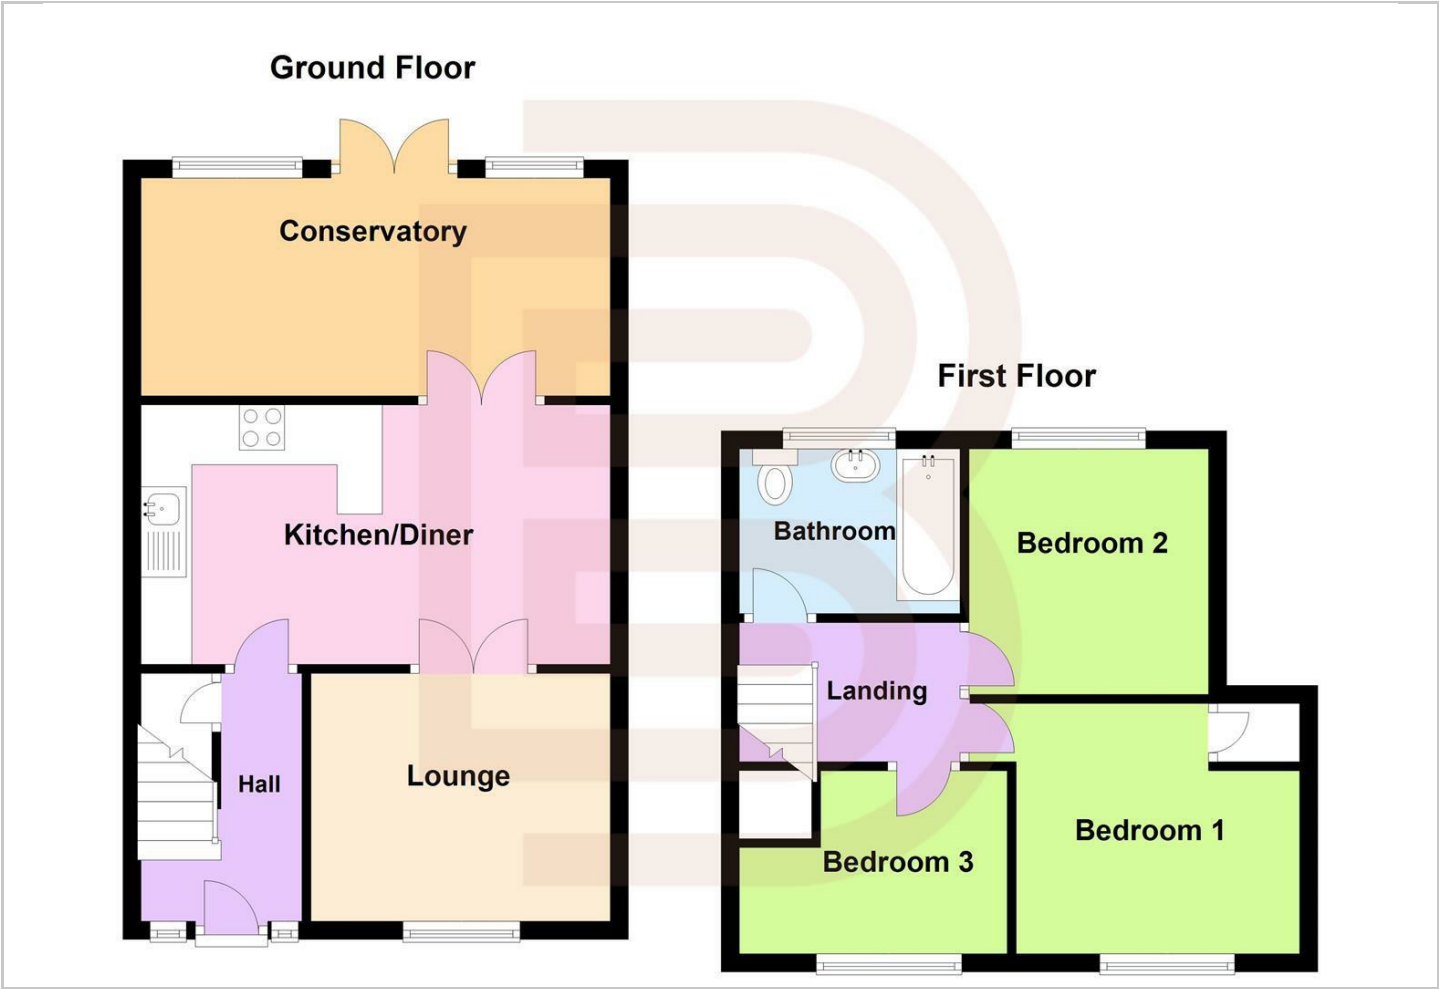 Ground Floor
Conservatory
Kitchen/Diner
Hall
Lounge
First Floor
Bathroom
Bedroom 2
Landing
Bedroom 1
Bedroom 3